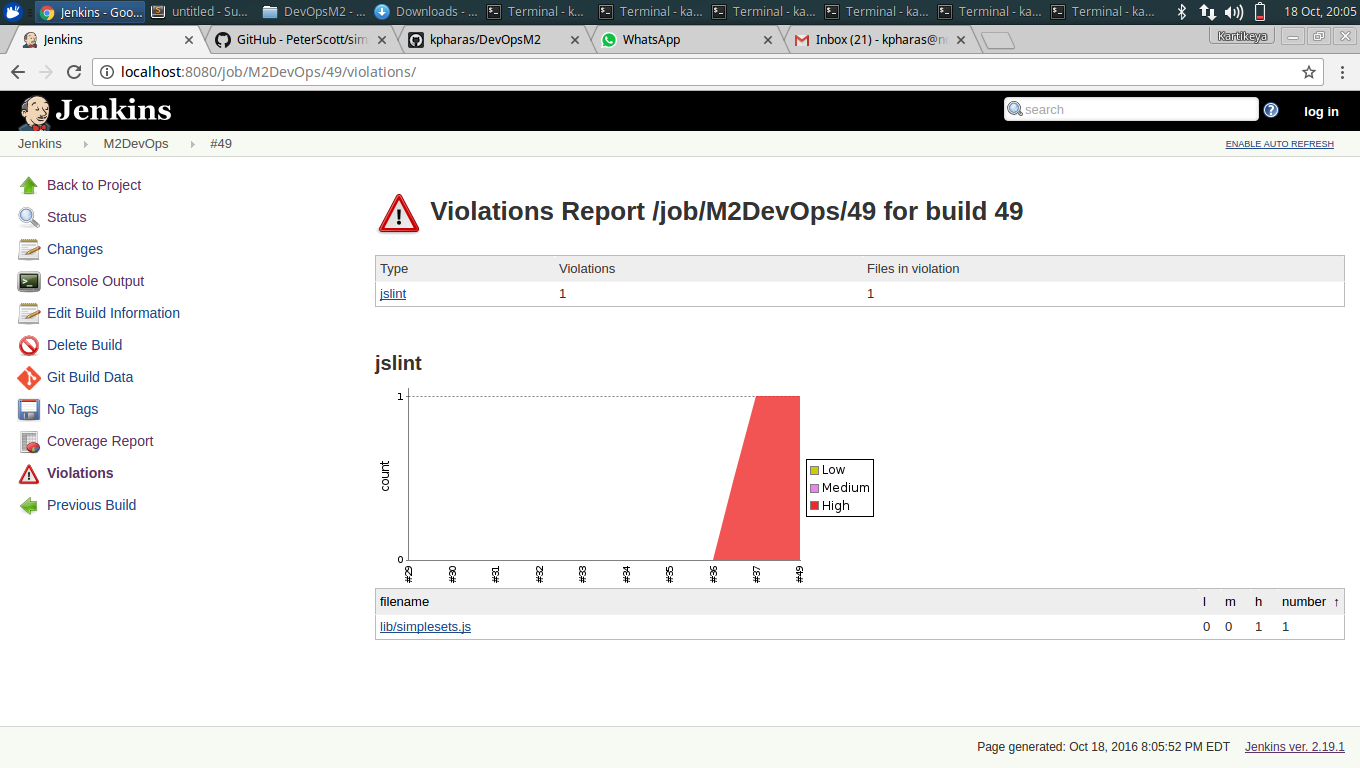 Jenkins - Goo... untitled - Su... DevOpsM2 - ... Downloads - ... Terminal - k... Terminal - ka... Terminal - ka... Terminal - ka... Terminal - ka... Terminal - ka... 18 Oct, 20:05
Jenkins GitHub - PeterScott/sim kpharas/DevOpsM2 WhatsApp Inbox (21) - kpharas@n Kartikeya
localhost:8080/job/M2DevOps/49/violations/
Jenkins search log in
Jenkins M2DevOps #49 ENABLE AUTO REFRESH
Back to Project
Status
Changes
Console Output
Edit Build Information
Delete Build
Git Build Data
No Tags
Coverage Report
Violations
Previous Build
Violations Report /job/M2DevOps/49 for build 49
Type Violations Files in violation
jslint 1 1
jslint
1
count
0
#29 #30 #31 #32 #33 #34 #35 #36 #37 #49
Low
Medium
High
filename l m h number ↑
lib/simplesets.js 0 0 1 1
Page generated: Oct 18, 2016 8:05:52 PM EDT Jenkins ver. 2.19.1